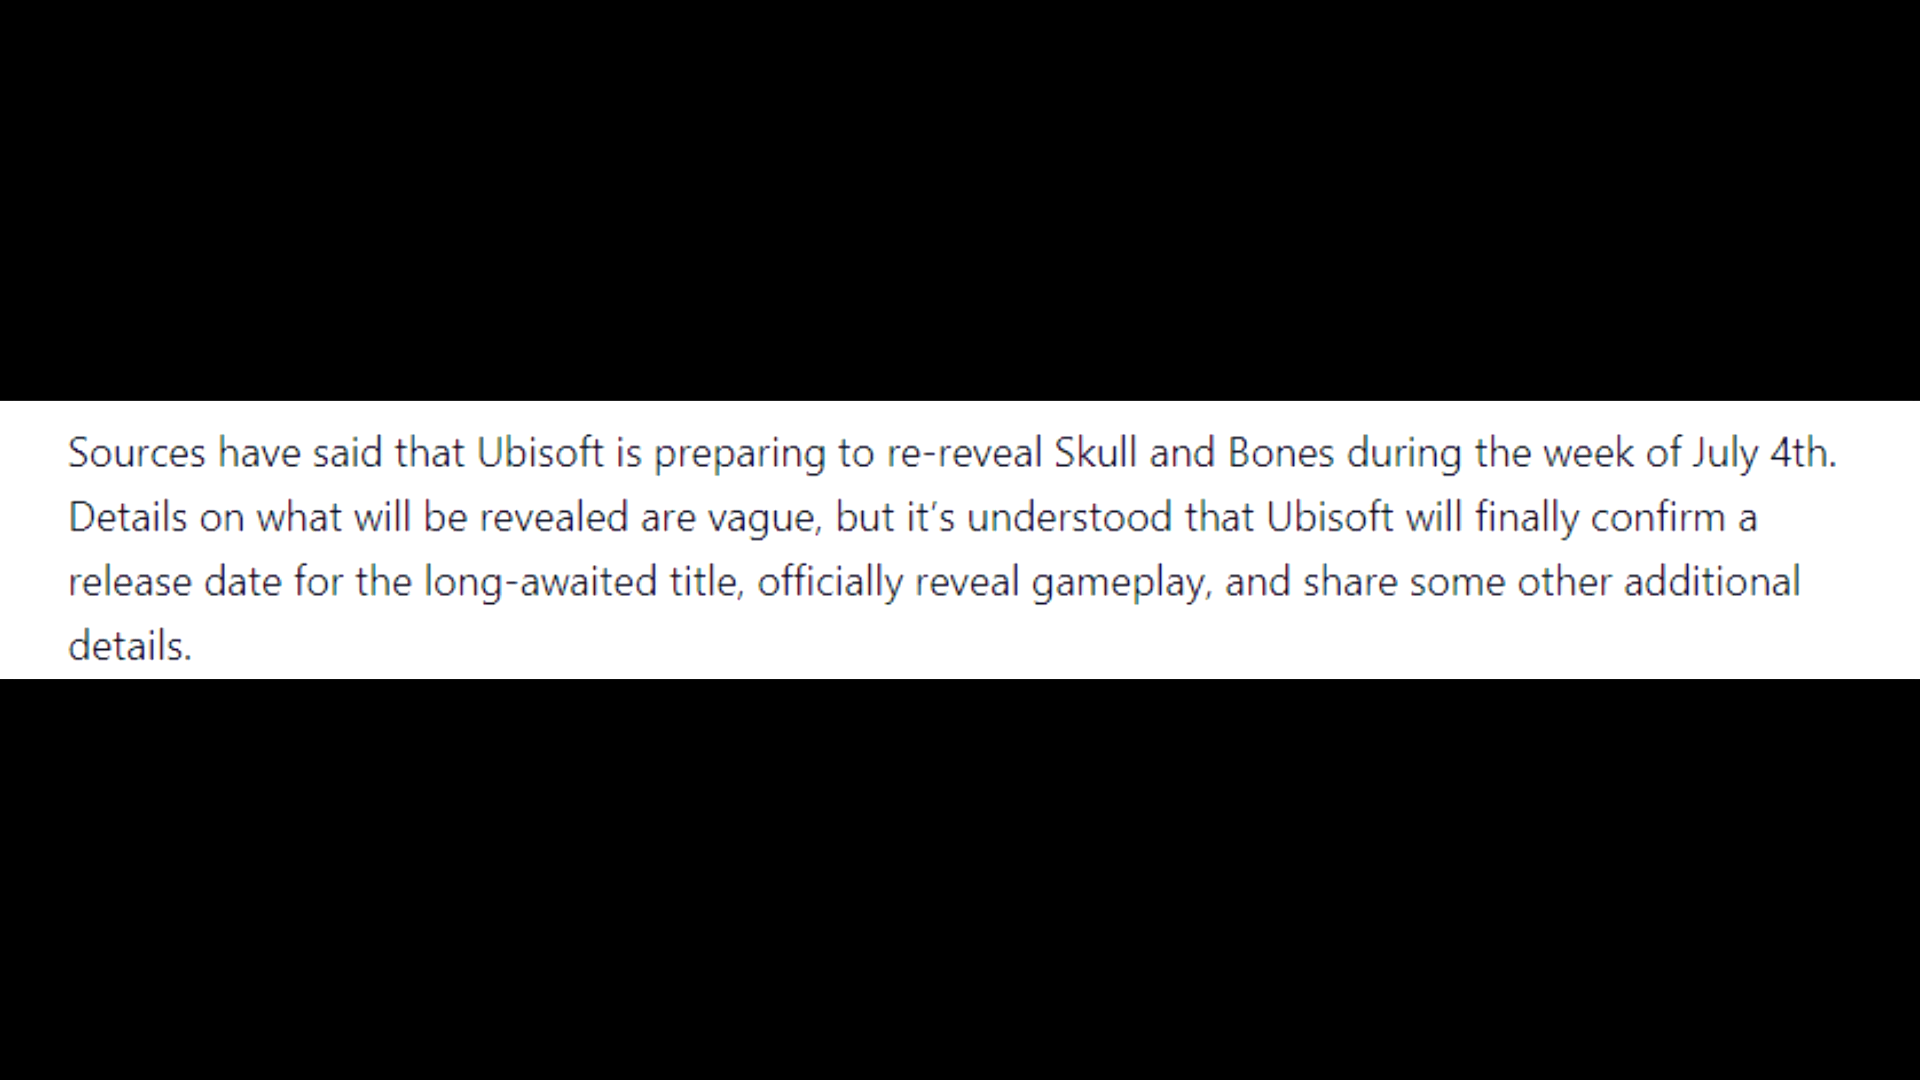 Sources have said that Ubisoft is preparing to re-reveal Skull and Bones during the week of July 4th.
Details on what will be revealed are vague, but it’s understood that Ubisoft will finally confirm a
release date for the long-awaited title, officially reveal gameplay, and share some other additional
details.